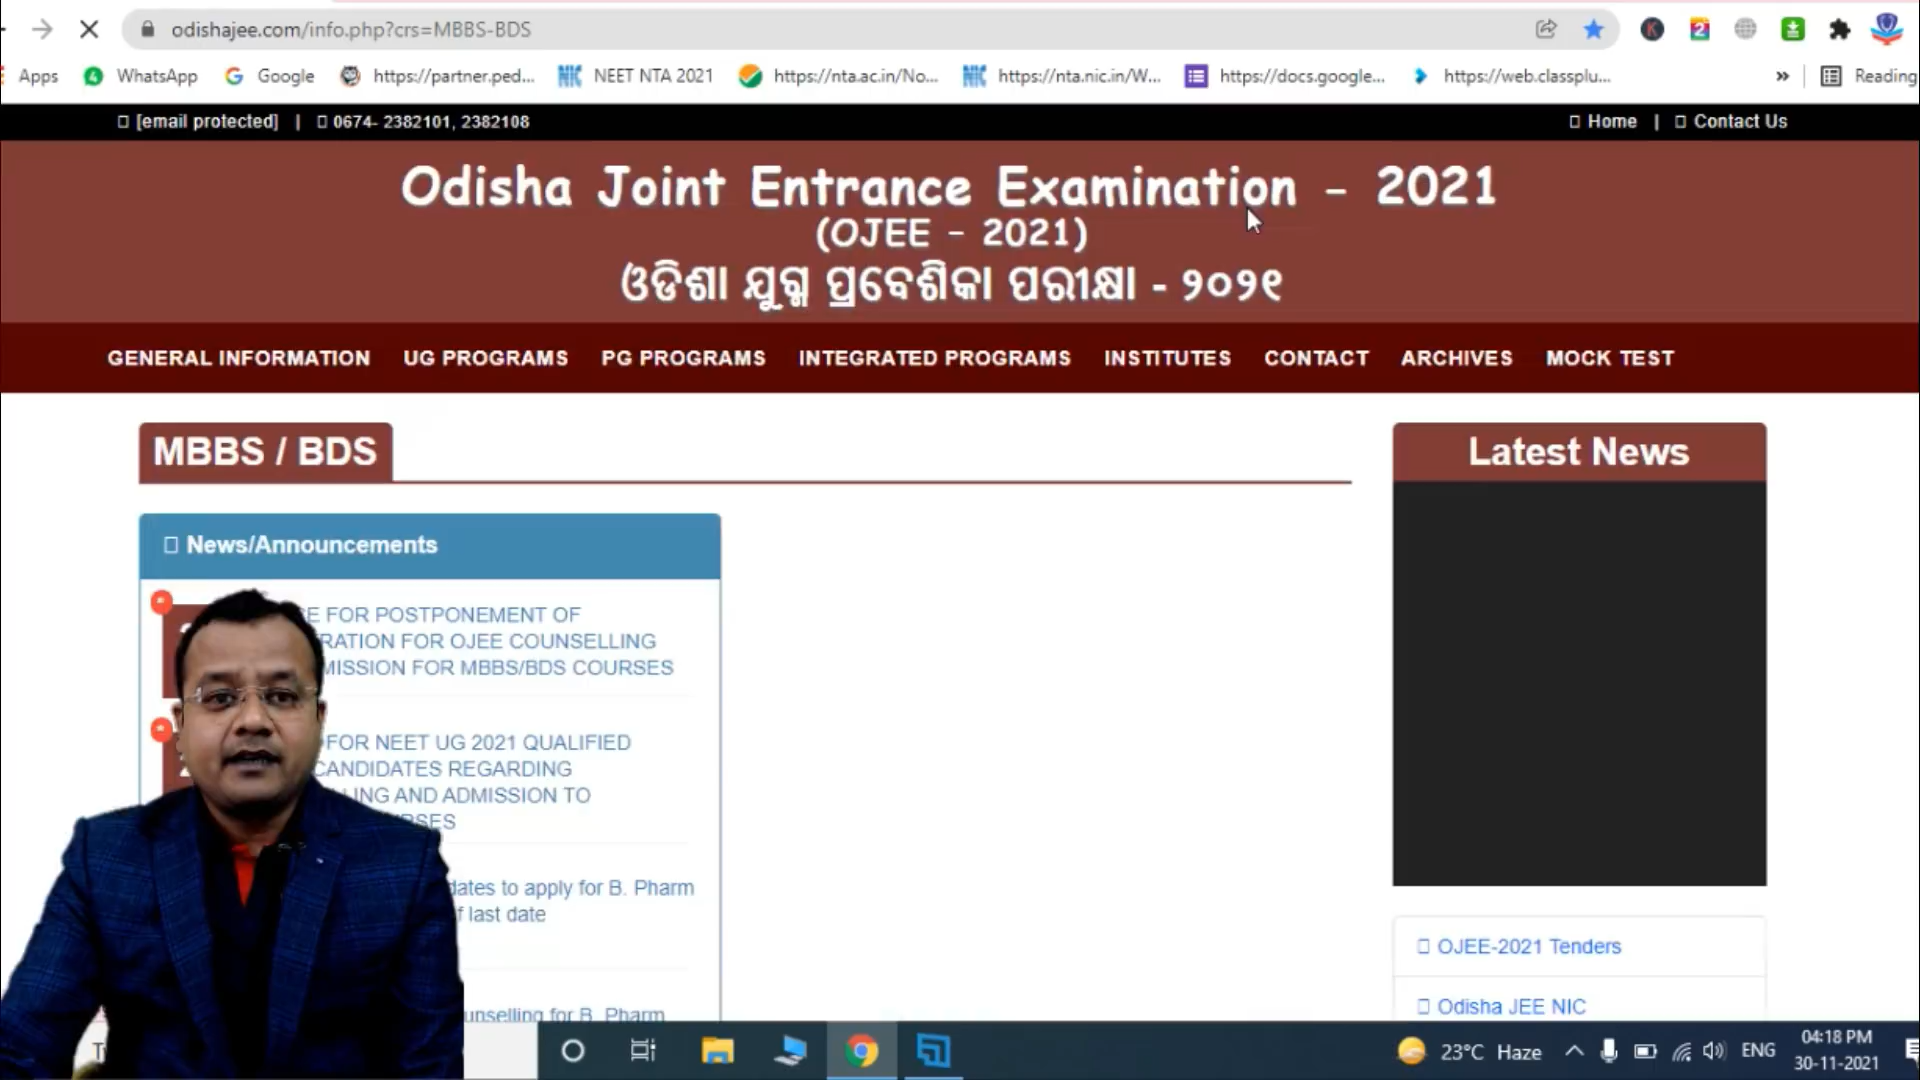 odishajee.com/info.php?crs=MBBS-BDS
Apps WhatsApp Google https://partner.ped... NEET NTA 2021 https://nta.ac.in/No... https://nta.nic.in/W... https://docs.google... https://web.classplu... » Reading
[email protected] | 0674- 2382101, 2382108 Home | Contact Us
Odisha Joint Entrance Examination - 2021
(OJEE - 2021)
ଓଡିଶା ଯୁଗ୍ମ ପ୍ରବେଶିକା ପରୀକ୍ଷା - ୨୦୨୧
GENERAL INFORMATION UG PROGRAMS PG PROGRAMS INTEGRATED PROGRAMS INSTITUTES CONTACT ARCHIVES MOCK TEST
MBBS / BDS
Latest News
News/Announcements
FOR POSTPONEMENT OF
FOR OJEE COUNSELLING
FOR MBBS/BDS COURSES
FOR NEET UG 2021 QUALIFIED
CANDIDATES REGARDING
AND ADMISSION TO
to apply for B. Pharm
last date
for B. Pharm
OJEE-2021 Tenders
Odisha JEE NIC
23°C Haze ENG 04:18 PM
30-11-2021